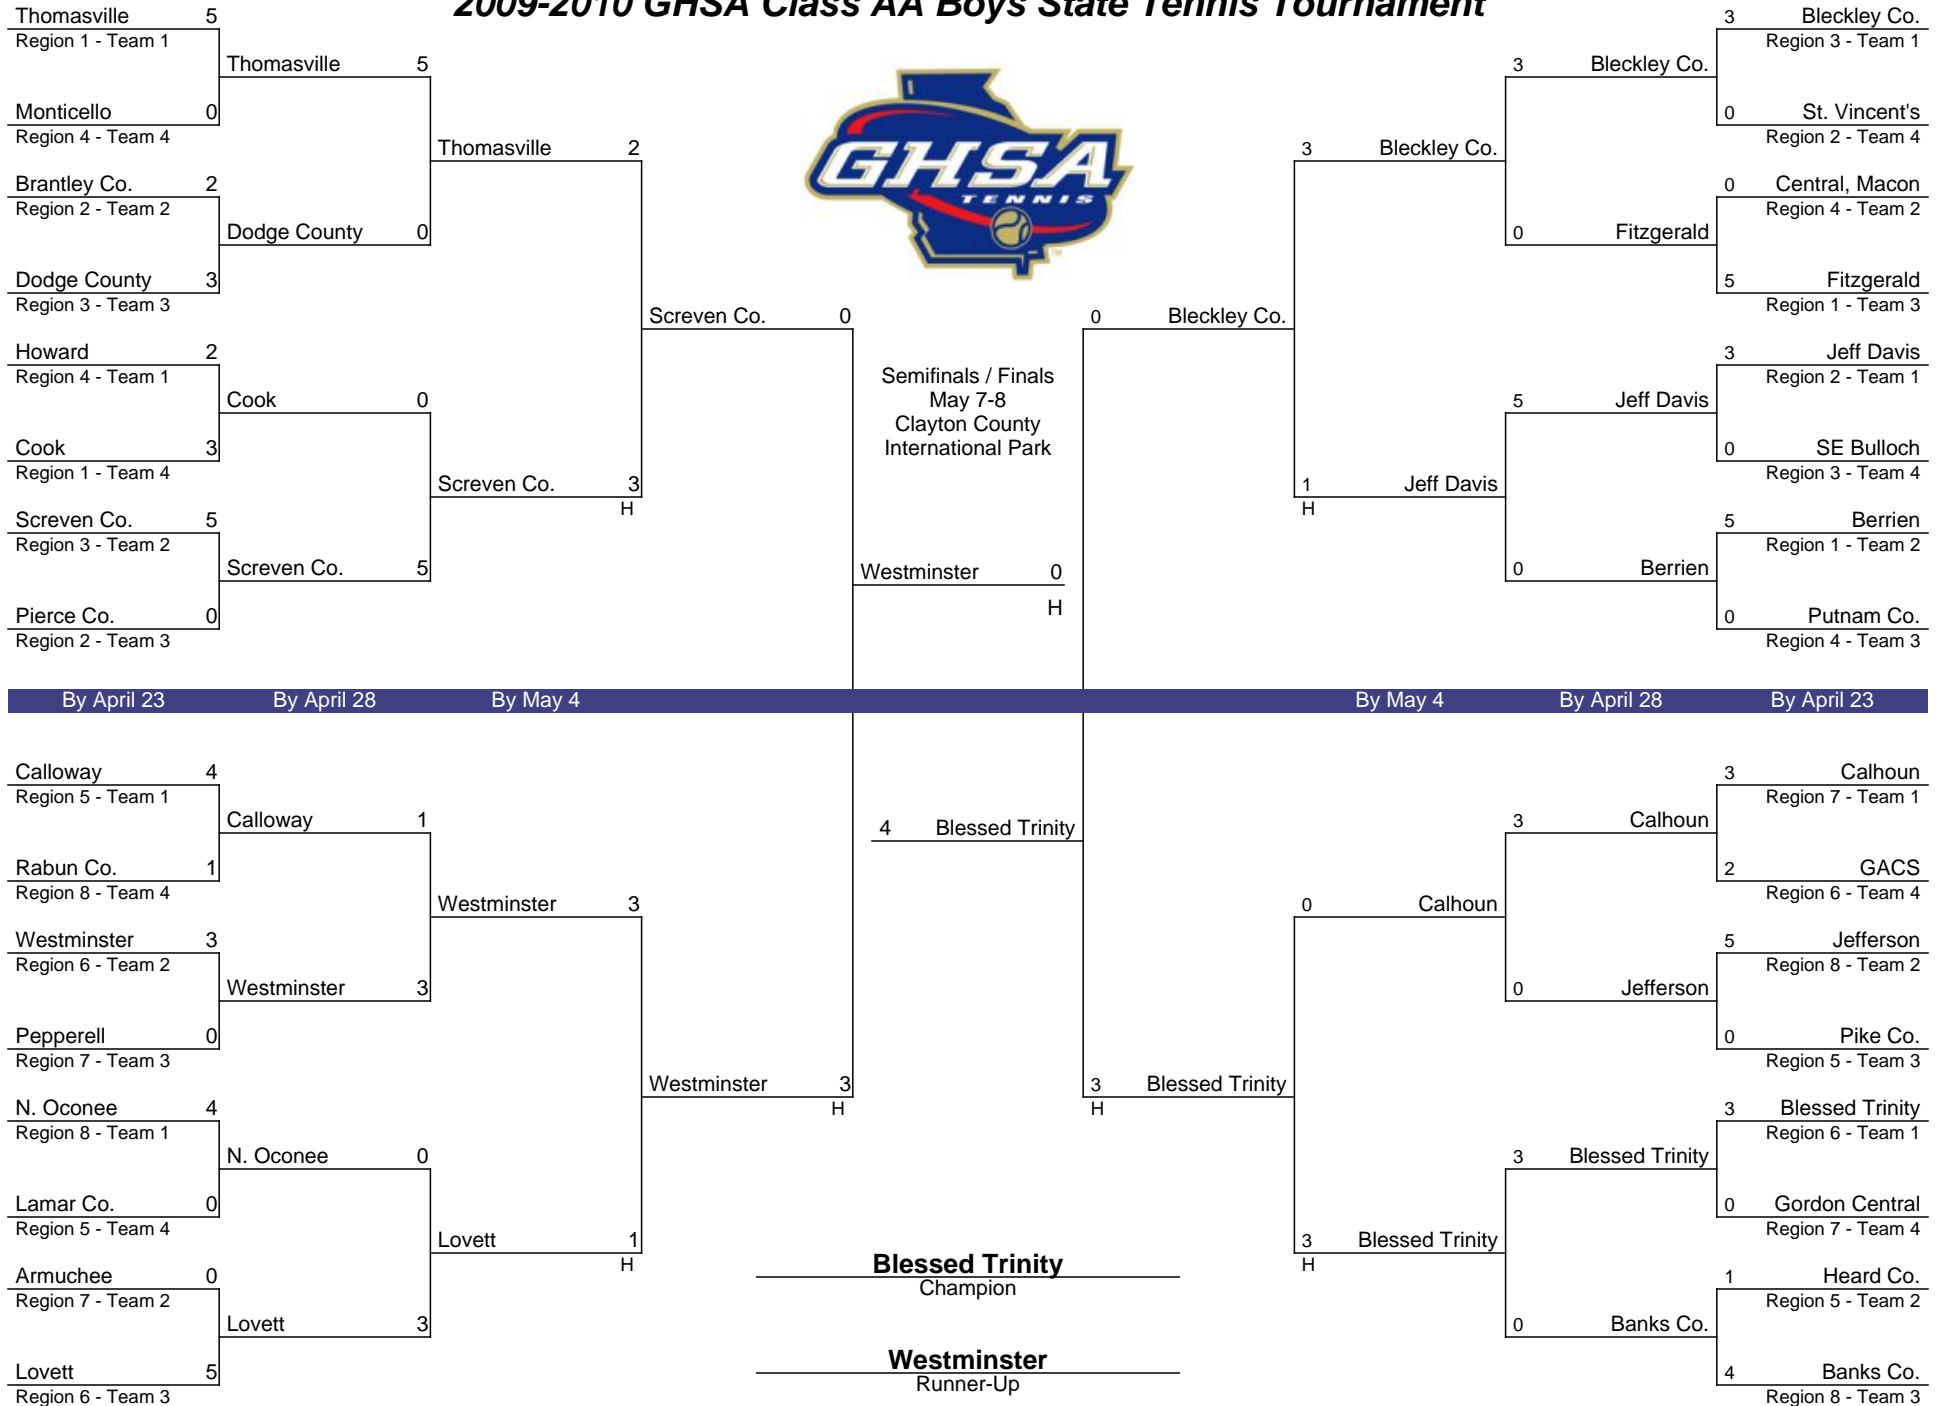 2009-2010 GHSA Class AA Boys State Tennis Tournament
Thomasville 5
Region 1 - Team 1
Monticello 0
Region 4 - Team 4
Brantley Co. 2
Region 2 - Team 2
Dodge County 3
Region 3 - Team 3
Howard 2
Region 4 - Team 1
Cook 3
Region 1 - Team 4
Screven Co. 5
Region 3 - Team 2
Pierce Co. 0
Region 2 - Team 3
Thomasville 5
Dodge County 0
Cook 0
Screven Co. 5
Thomasville 2
Screven Co. 3
H
Screven Co. 0
GHSA
TENNIS
TM
Semifinals / Finals
May 7-8
Clayton County
International Park
Westminster 0
H
0 Bleckley Co.
3 Bleckley Co.
1 Jeff Davis
H
3 Bleckley Co.
0 Fitzgerald
5 Jeff Davis
0 Berrien
3 Bleckley Co.
Region 3 - Team 1
0 St. Vincent's
Region 2 - Team 4
0 Central, Macon
Region 4 - Team 2
5 Fitzgerald
Region 1 - Team 3
3 Jeff Davis
Region 2 - Team 1
0 SE Bulloch
Region 3 - Team 4
5 Berrien
Region 1 - Team 2
0 Putnam Co.
Region 4 - Team 3
By April 23 By April 28 By May 4 By May 4 By April 28 By April 23
Calloway 4
Region 5 - Team 1
Rabun Co. 1
Region 8 - Team 4
Westminster 3
Region 6 - Team 2
Pepperell 0
Region 7 - Team 3
N. Oconee 4
Region 8 - Team 1
Lamar Co. 0
Region 5 - Team 4
Armuchee 0
Region 7 - Team 2
Lovett 5
Region 6 - Team 3
Calloway 1
Westminster 3
N. Oconee 0
Lovett 3
Westminster 3
Lovett 1
H
Westminster 3
H
4 Blessed Trinity
3 Blessed Trinity
H
0 Calhoun
3 Blessed Trinity
H
3 Calhoun
0 Jefferson
3 Blessed Trinity
0 Banks Co.
3 Calhoun
Region 7 - Team 1
2 GACS
Region 6 - Team 4
5 Jefferson
Region 8 - Team 2
0 Pike Co.
Region 5 - Team 3
3 Blessed Trinity
Region 6 - Team 1
0 Gordon Central
Region 7 - Team 4
1 Heard Co.
Region 5 - Team 2
4 Banks Co.
Region 8 - Team 3
Blessed Trinity
Champion
Westminster
Runner-Up